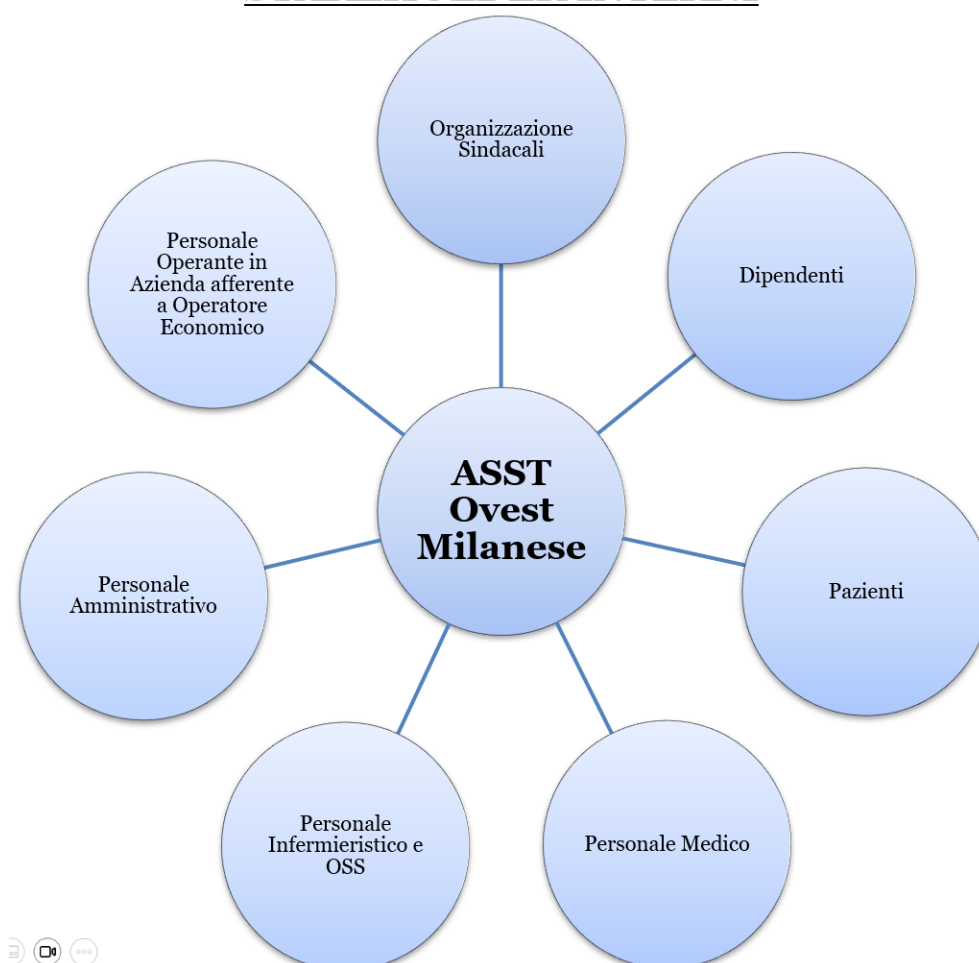 Organizzazione
Sindacali
Dipendenti
Pazienti
Personale Medico
Personale
Infermieristico e
OSS
Personale
Amministrativo
Personale
Operante in
Azienda afferente
a Operatore
Economico
ASST
Ovest
Milanese